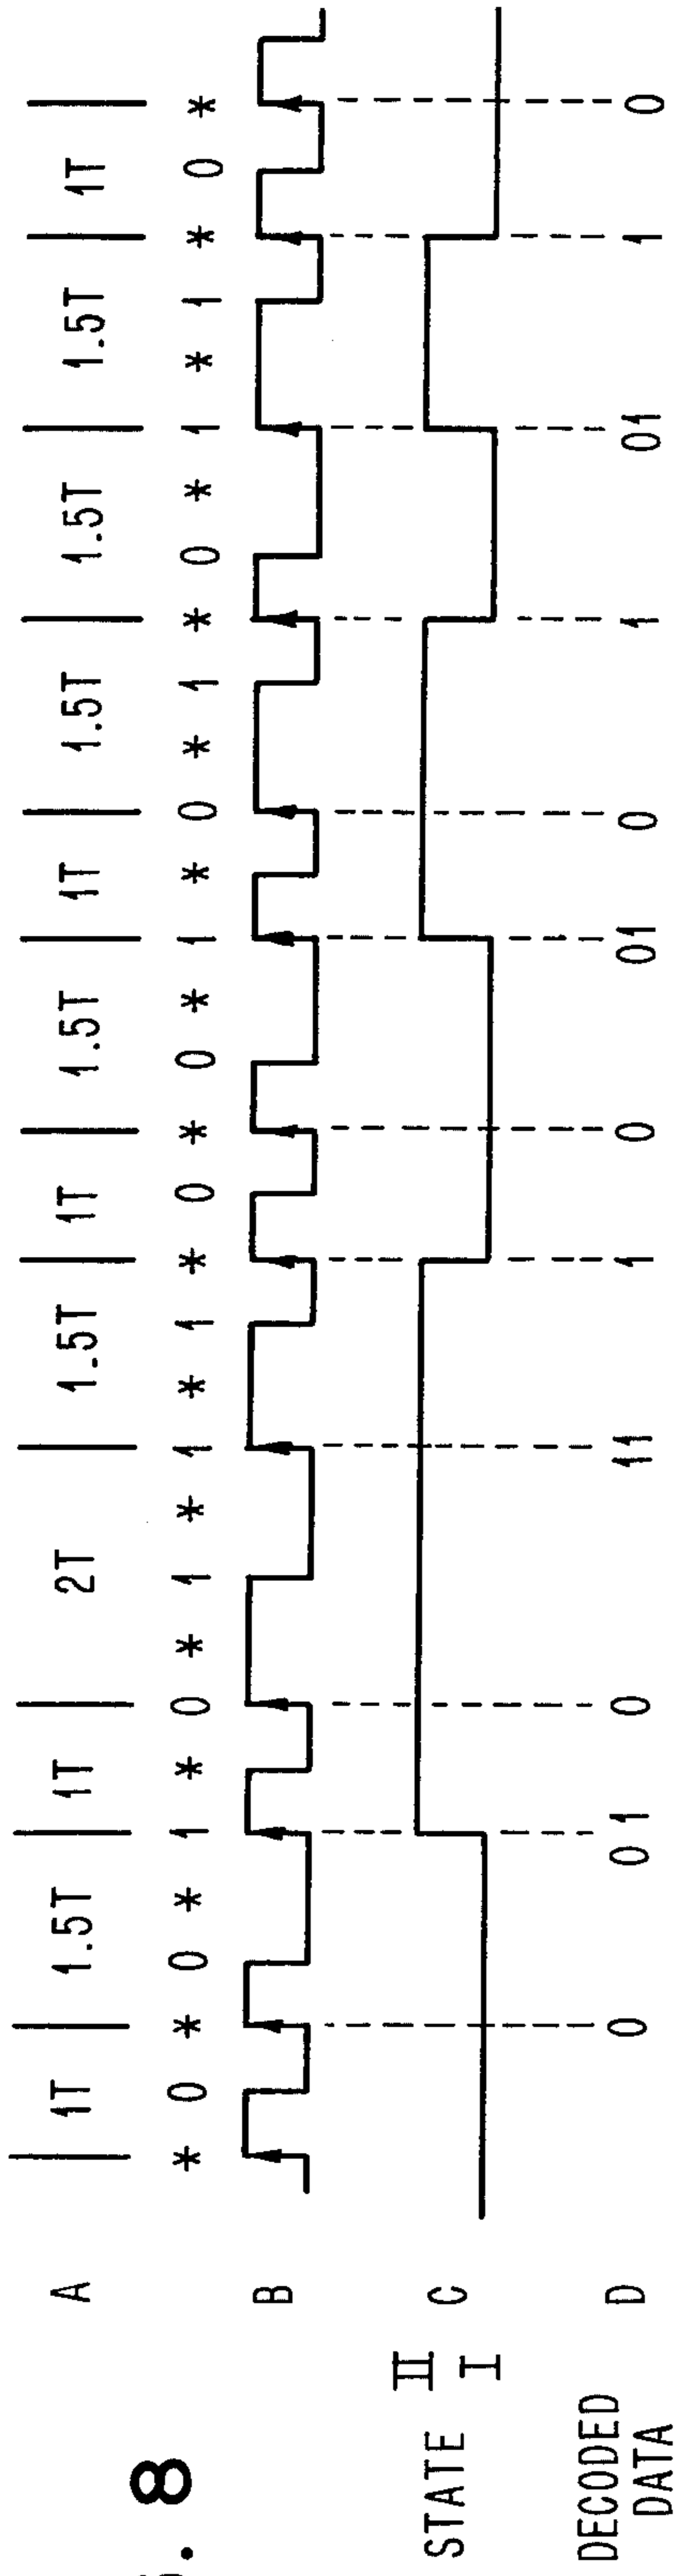 . 8
A 1T 1.5T 1T 2T 1.5T 1T 1.5T 1T 1.5T 1.5T 1.5T 1T
* 0 * 0 * 1 * 0 * 1 * 1 * 1 * 0 * 0 * 1 * 0 * 1 * 0 * 1 * 1 * 0 *
B
STATE II I C
DECODED DATA D 0 01 0 11 1 0 01 0 1 01 1 0